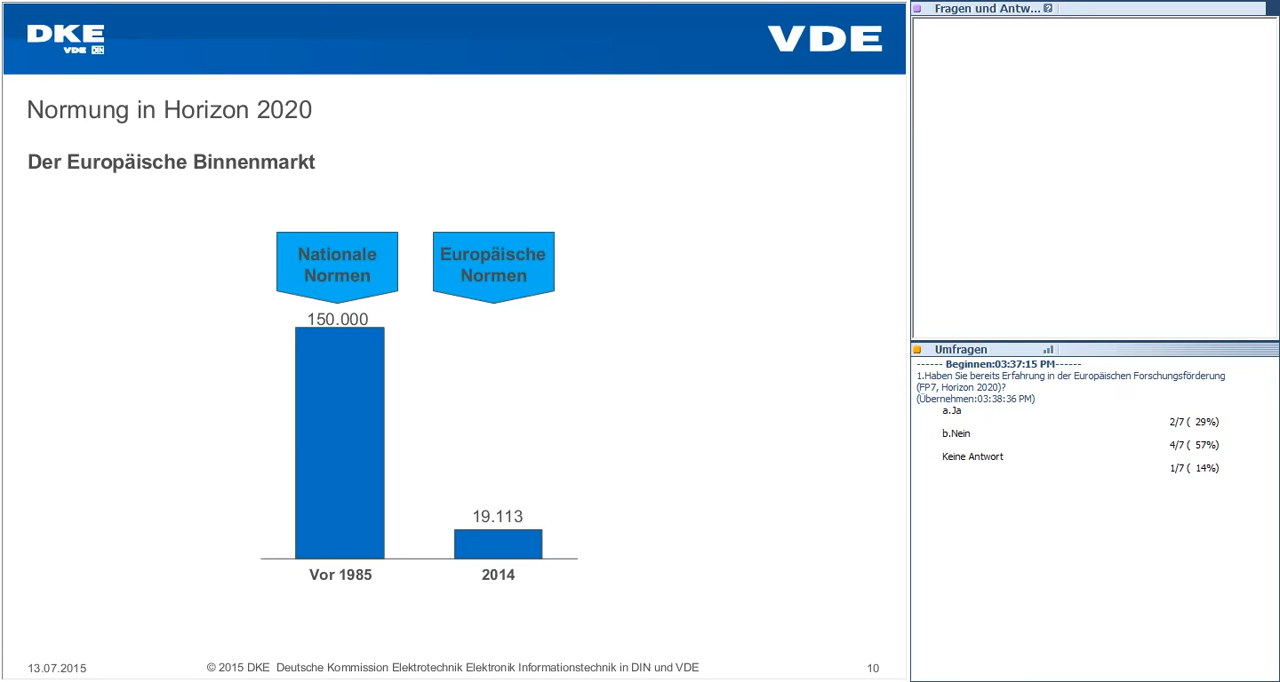 DKE
VDE DIN
VDE
Normung in Horizon 2020
Der Europäische Binnenmarkt
Nationale
Normen
Europäische
Normen
150.000
19.113
Vor 1985
2014
13.07.2015
© 2015 DKE Deutsche Kommission Elektrotechnik Elektronik Informationstechnik in DIN und VDE
10
Fragen und Antw...
Umfragen
------ Beginnen:03:37:15 PM------
1.Haben Sie bereits Erfahrung in der Europäischen Forschungsförderung
(FP7, Horizon 2020)?
(Übernehmen:03:38:36 PM)
a.Ja
2/7 ( 29%)
b.Nein
4/7 ( 57%)
Keine Antwort
1/7 ( 14%)